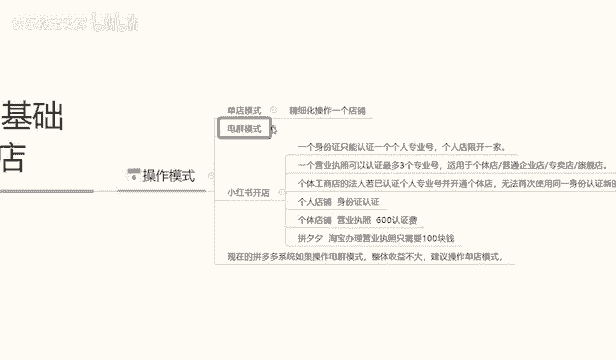 基础
店
操作模式
单店模式
精细化操作一个店铺
电群模式
小红书开店
一个身份证只能认证一个个人专业号，个人店限开一家。
一个营业执照可以认证最多3个专业号，适用于个体店/普通企业店/专卖店/旗舰店。
个体工商店的法人若已认证个人专业号并开通个体店，无法再次使用同一身份认证新的
个人店铺 身份证认证
个体店铺 营业执照 600认证费
拼夕夕 淘宝办理营业执照只需要100块钱
现在的拼多多系统如果操作电群模式，整体收益不大，建议操作单店模式。